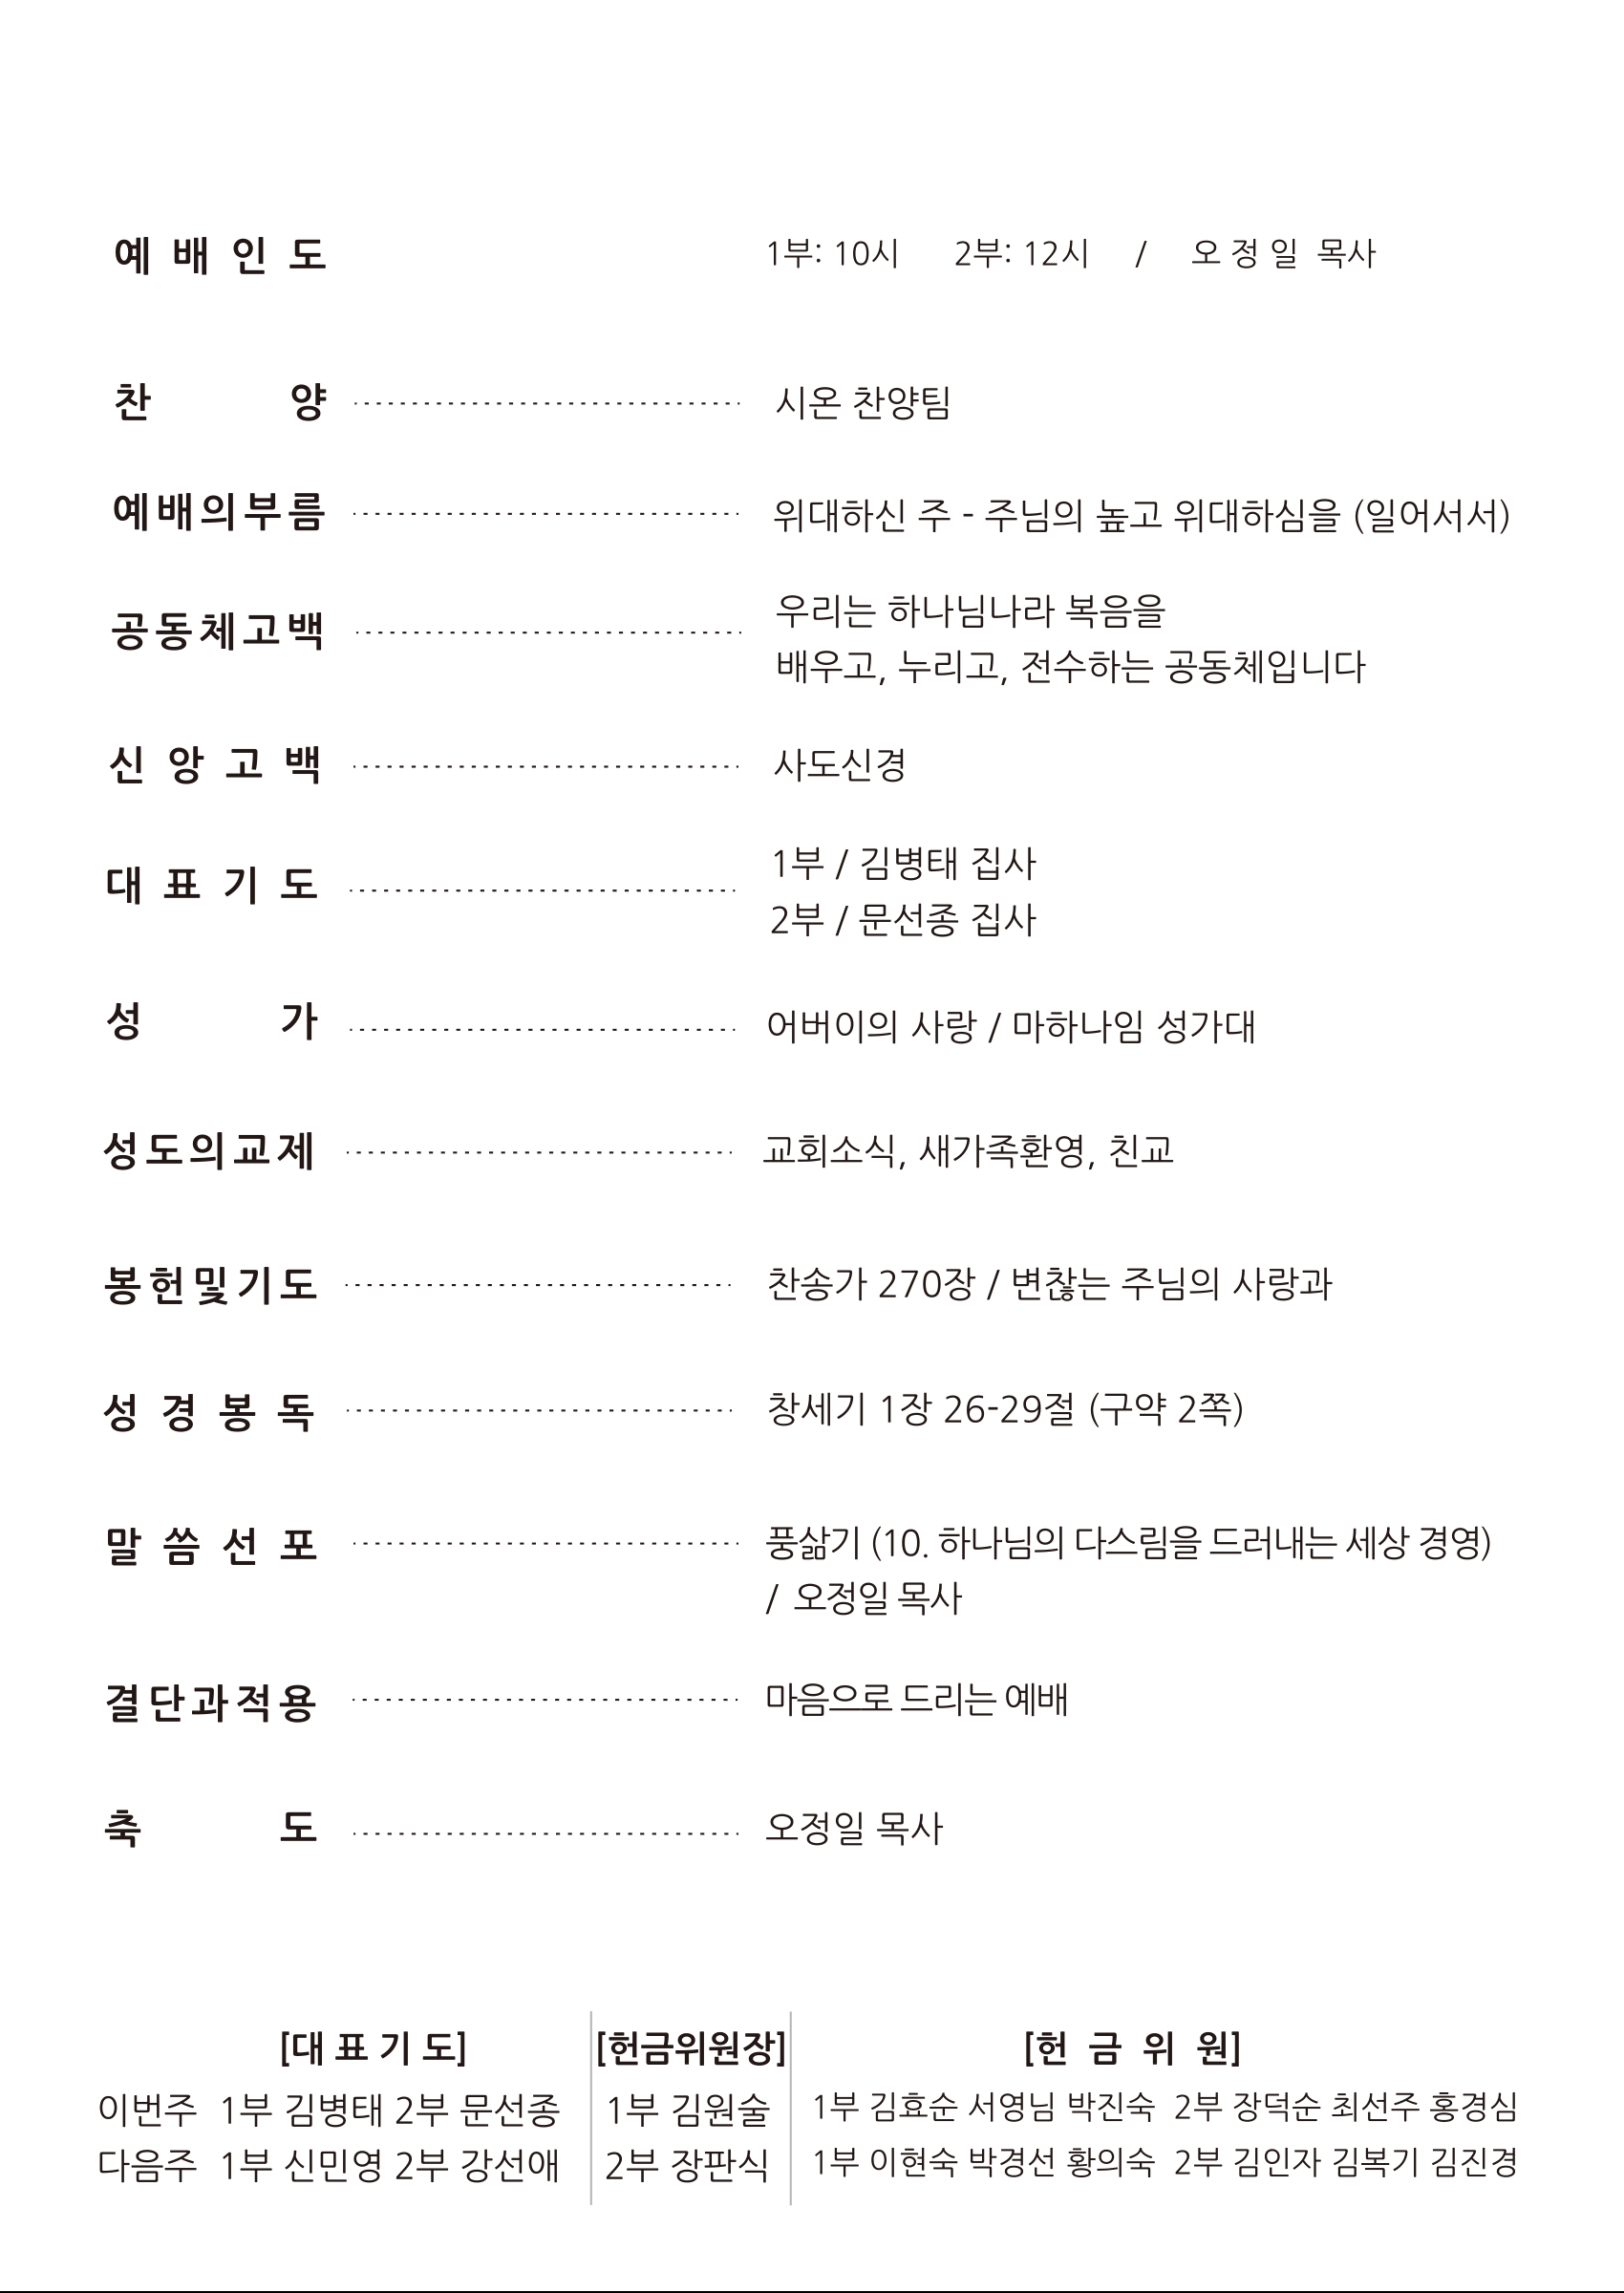 예 배 인 도 1부: 10시 2부: 12시 / 오 정 일 목사
찬 양 시온 찬양팀
예배의부름 위대하신 주 - 주님의 높고 위대하심을 (일어서서)
공동체고백 우리는 하나님나라 복음을
배우고, 누리고, 전수하는 공동체입니다
신 앙 고 백 사도신경
대 표 기 도 1부 / 김병태 집사
2부 / 문선종 집사
성 가 어버이의 사랑 / 마하나임 성가대
성도의교제 교회소식, 새가족환영, 친교
봉헌및기도 찬송가 270장 / 변찮는 주님의 사랑과
성 경 봉 독 창세기 1장 26-29절 (구약 2쪽)
말 씀 선 포 풍삶기 (10. 하나님의 다스림을 드러내는 세상 경영)
/ 오정일 목사
결단과적용 마음으로 드리는 예배
축 도 오정일 목사
[대 표 기 도] [헌금위원장] [헌 금 위 원]
이번주 1부 김병태 2부 문선종 1부 김원술 1부 김효순 서영님 박진숙 2부 장덕순 최선주 홍경심
다음주 1부 신민영 2부 강선애 2부 장판식 1부 이현숙 박경선 황의숙 2부 김인자 김복기 김진경